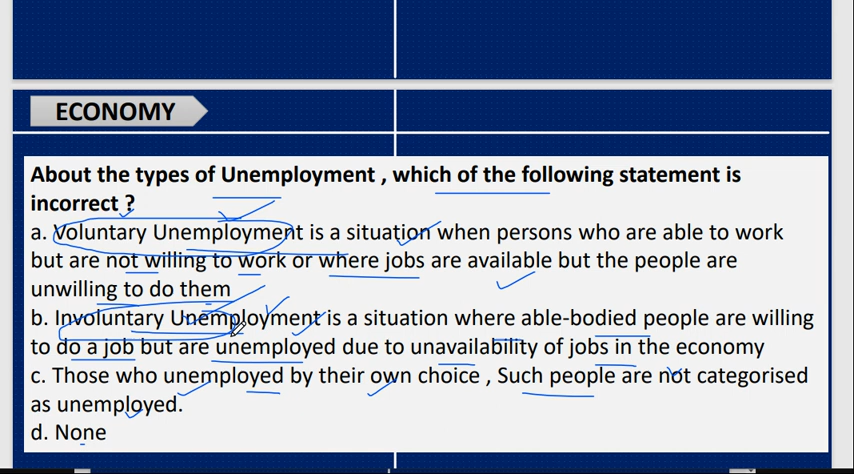 ECONOMY
About the types of Unemployment , which of the following statement is
incorrect ?
a. Voluntary Unemployment is a situation when persons who are able to work
but are not willing to work or where jobs are available but the people are
unwilling to do them
b. Involuntary Unemployment is a situation where able-bodied people are willing
to do a job but are unemployed due to unavailability of jobs in the economy
c. Those who unemployed by their own choice , Such people are not categorised
as unemployed.
d. None